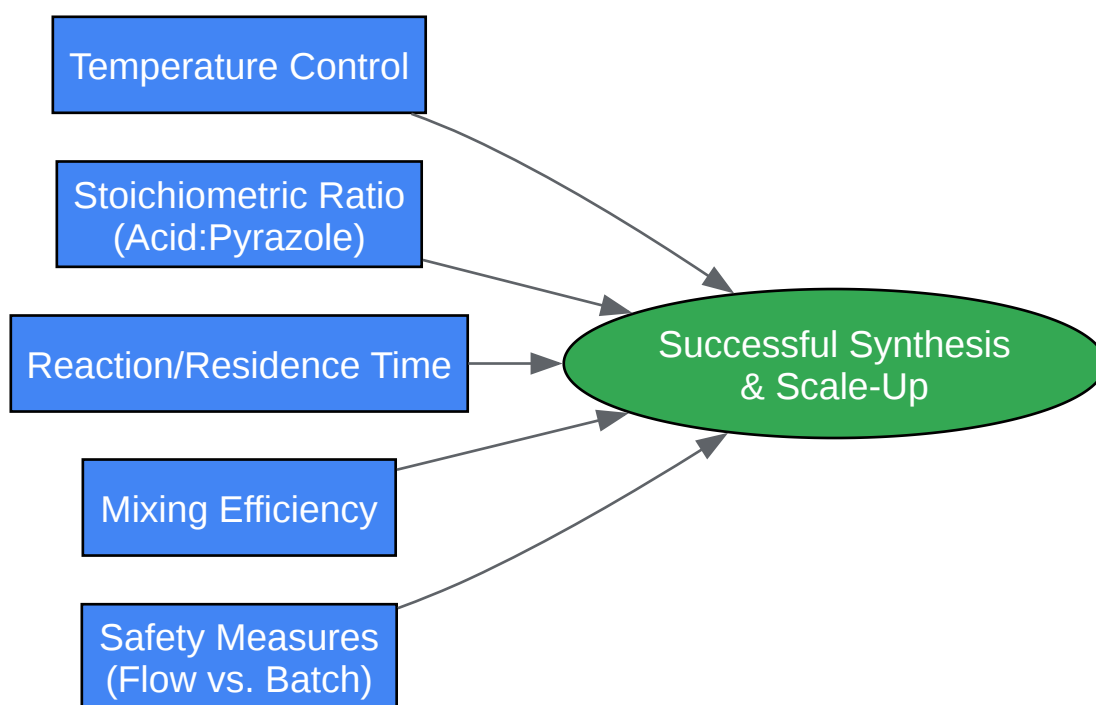 Temperature Control
Stoichiometric Ratio
(Acid:Pyrazole)
Reaction/Residence Time
Mixing Efficiency
Safety Measures
(Flow vs. Batch)
Successful Synthesis
& Scale-Up